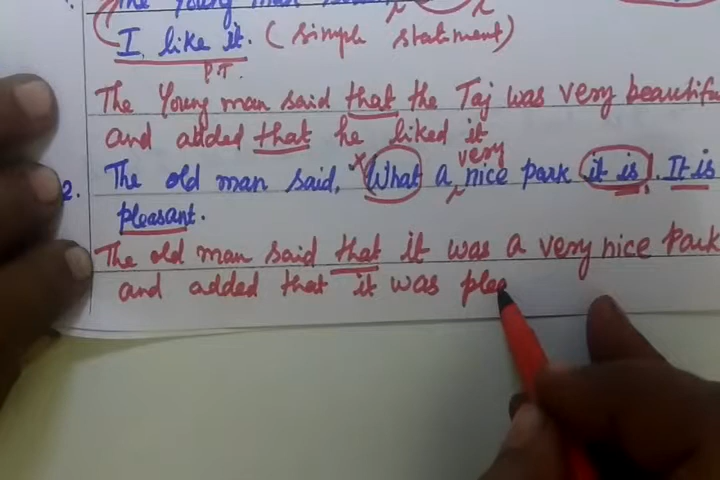 I like it. (simple statement)
P.T.
The Young man said that the Taj was very beautifu
and added that he liked it
very
2. The old man said, What a nice park it is. It is
pleasant.
The old man said that it was a very nice Park
and added that it was plea